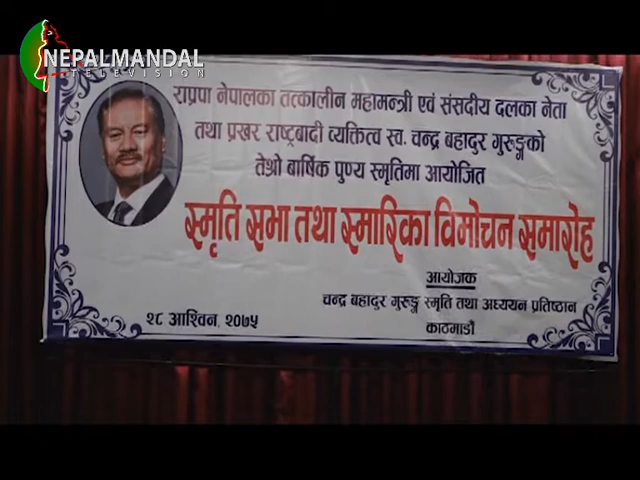 NEPALMANDAL
TELEVISION
राप्रपा नेपालका तत्कालीन महामन्त्री एवं संसदीय दलका नेता
तथा प्रखर राष्ट्रबादी व्यक्तित्व स्व. चन्द्र बहादुर गुरुङ्गको
तेश्रो बार्षिक पुण्य स्मृतिमा आयोजित
स्मृति सभा तथा स्मारिका विमोचन समारोह
आयोजक
चन्द्र बहादुर गुरुङ्ग स्मृति तथा अध्ययन प्रतिष्ठान
काठमाडौं
२८ आश्विन, २०७५